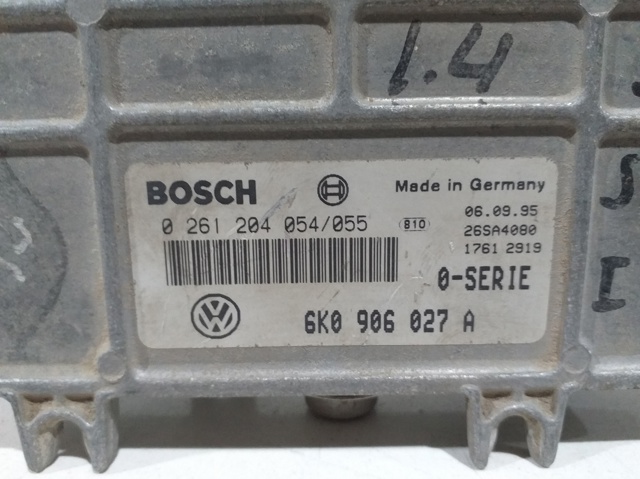 1.4
BOSCH
Made in Germany
0 261 204 054/055
B10
06.09.95
26SA4080
1761 2919
0-SERIE
6K0 906 027 A
S
I